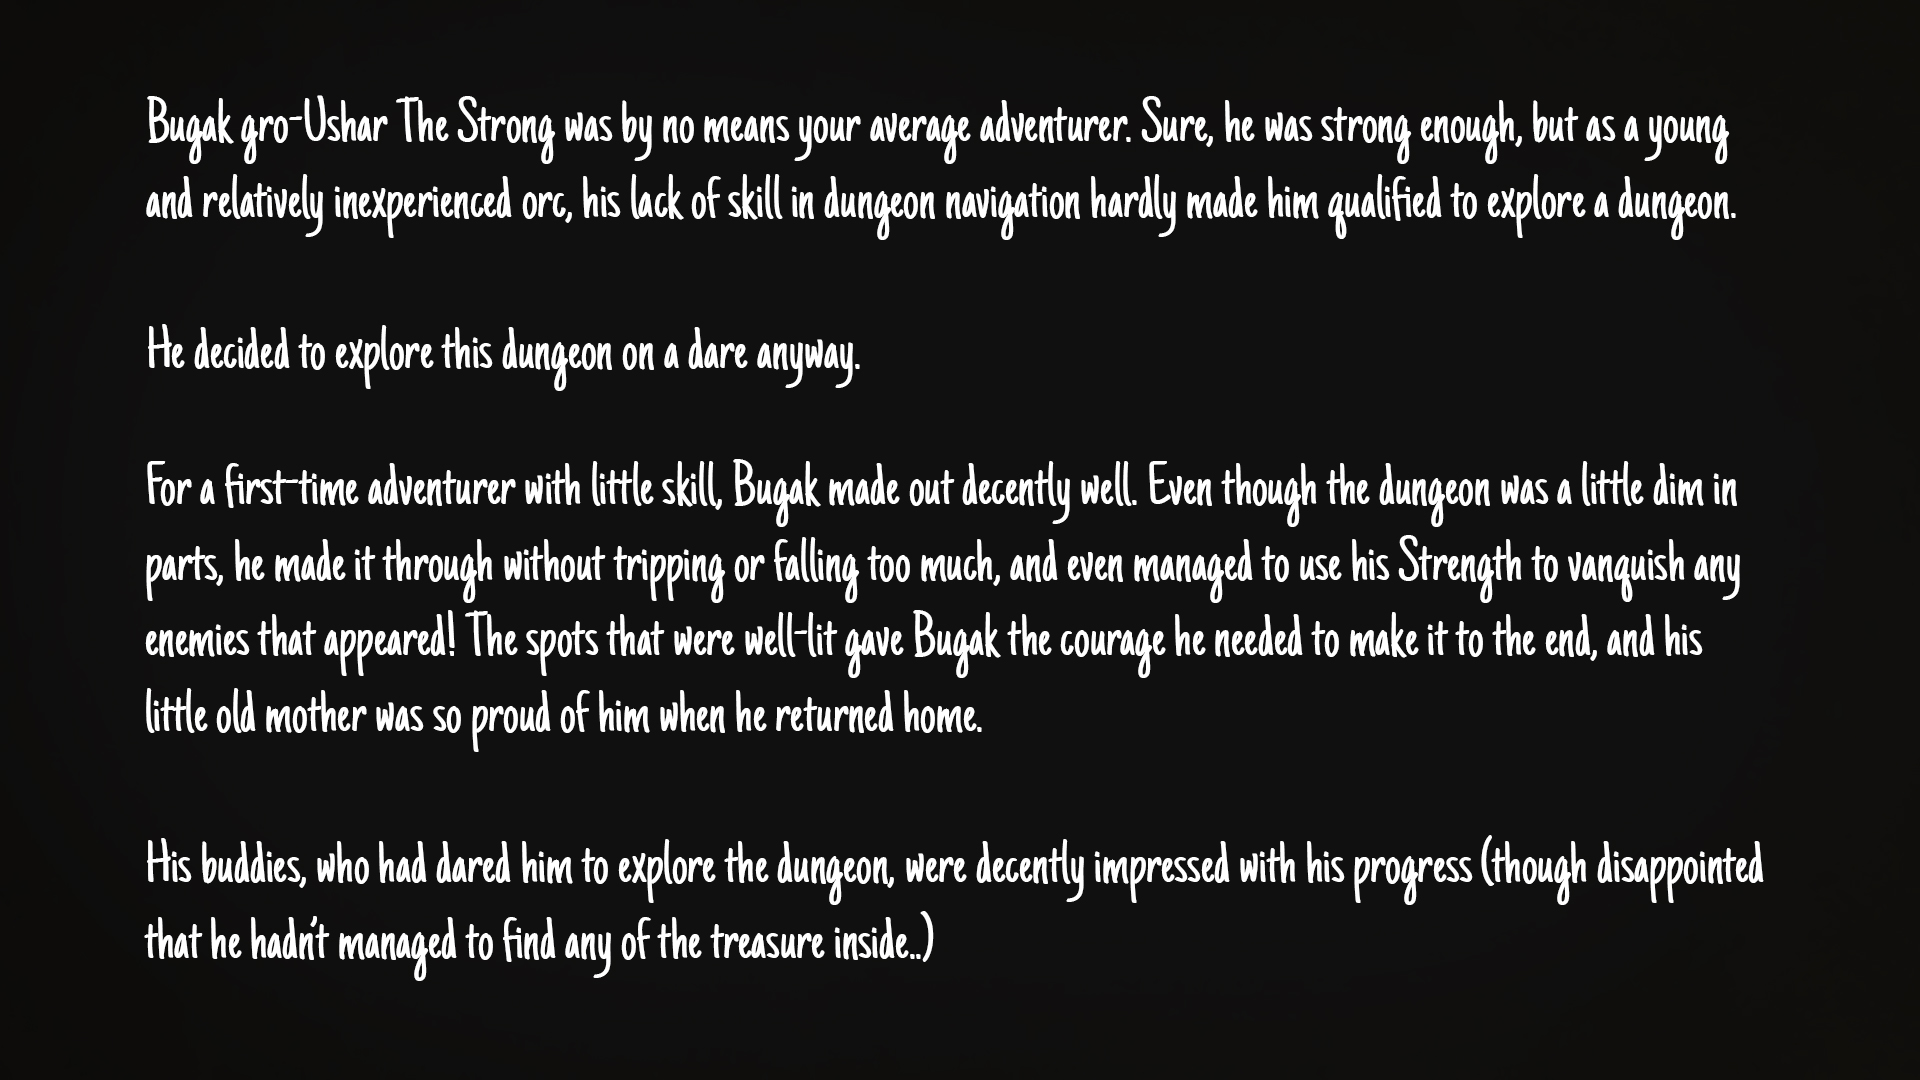 Bugak gro-Ushar The Strong was by no means your average adventurer. Sure, he was strong enough, but as a young
and relatively inexperienced orc, his lack of skill in dungeon navigation hardly made him qualified to explore a dungeon.
He decided to explore this dungeon on a dare anyway.
For a first-time adventurer with little skill, Bugak made out decently well. Even though the dungeon was a little dim in
parts, he made it through without tripping or falling too much, and even managed to use his Strength to vanquish any
enemies that appeared! The spots that were well-lit gave Bugak the courage he needed to make it to the end, and his
little old mother was so proud of him when he returned home.
His buddies, who had dared him to explore the dungeon, were decently impressed with his progress (though disappointed
that he hadn't managed to find any of the treasure inside..)